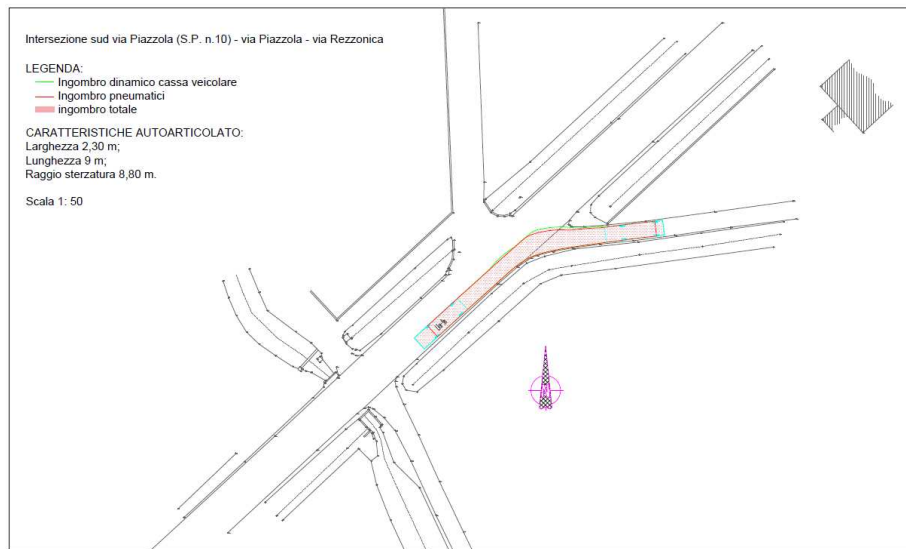 Intersezione sud via Piazzola (S.P. n.10) - via Piazzola - via Rezzonica
LEGENDA:
Ingombro dinamico cassa veicolare
Ingombro pneumatici
ingombro totale
CARATTERISTICHE AUTOARTICOLATO:
Larghezza 2,30 m;
Lunghezza 9 m;
Raggio sterzatura 8,80 m.
Scala 1: 50